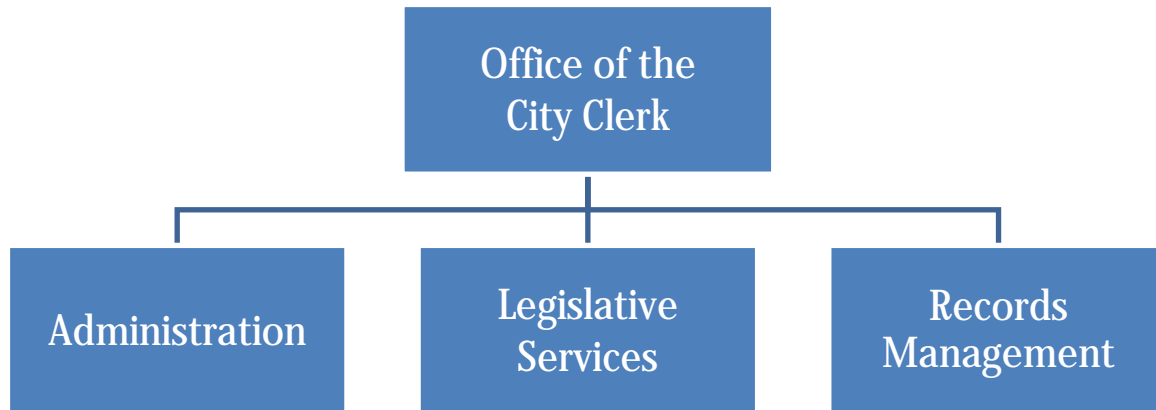 Office of the
City Clerk
Administration
Legislative
Services
Records
Management